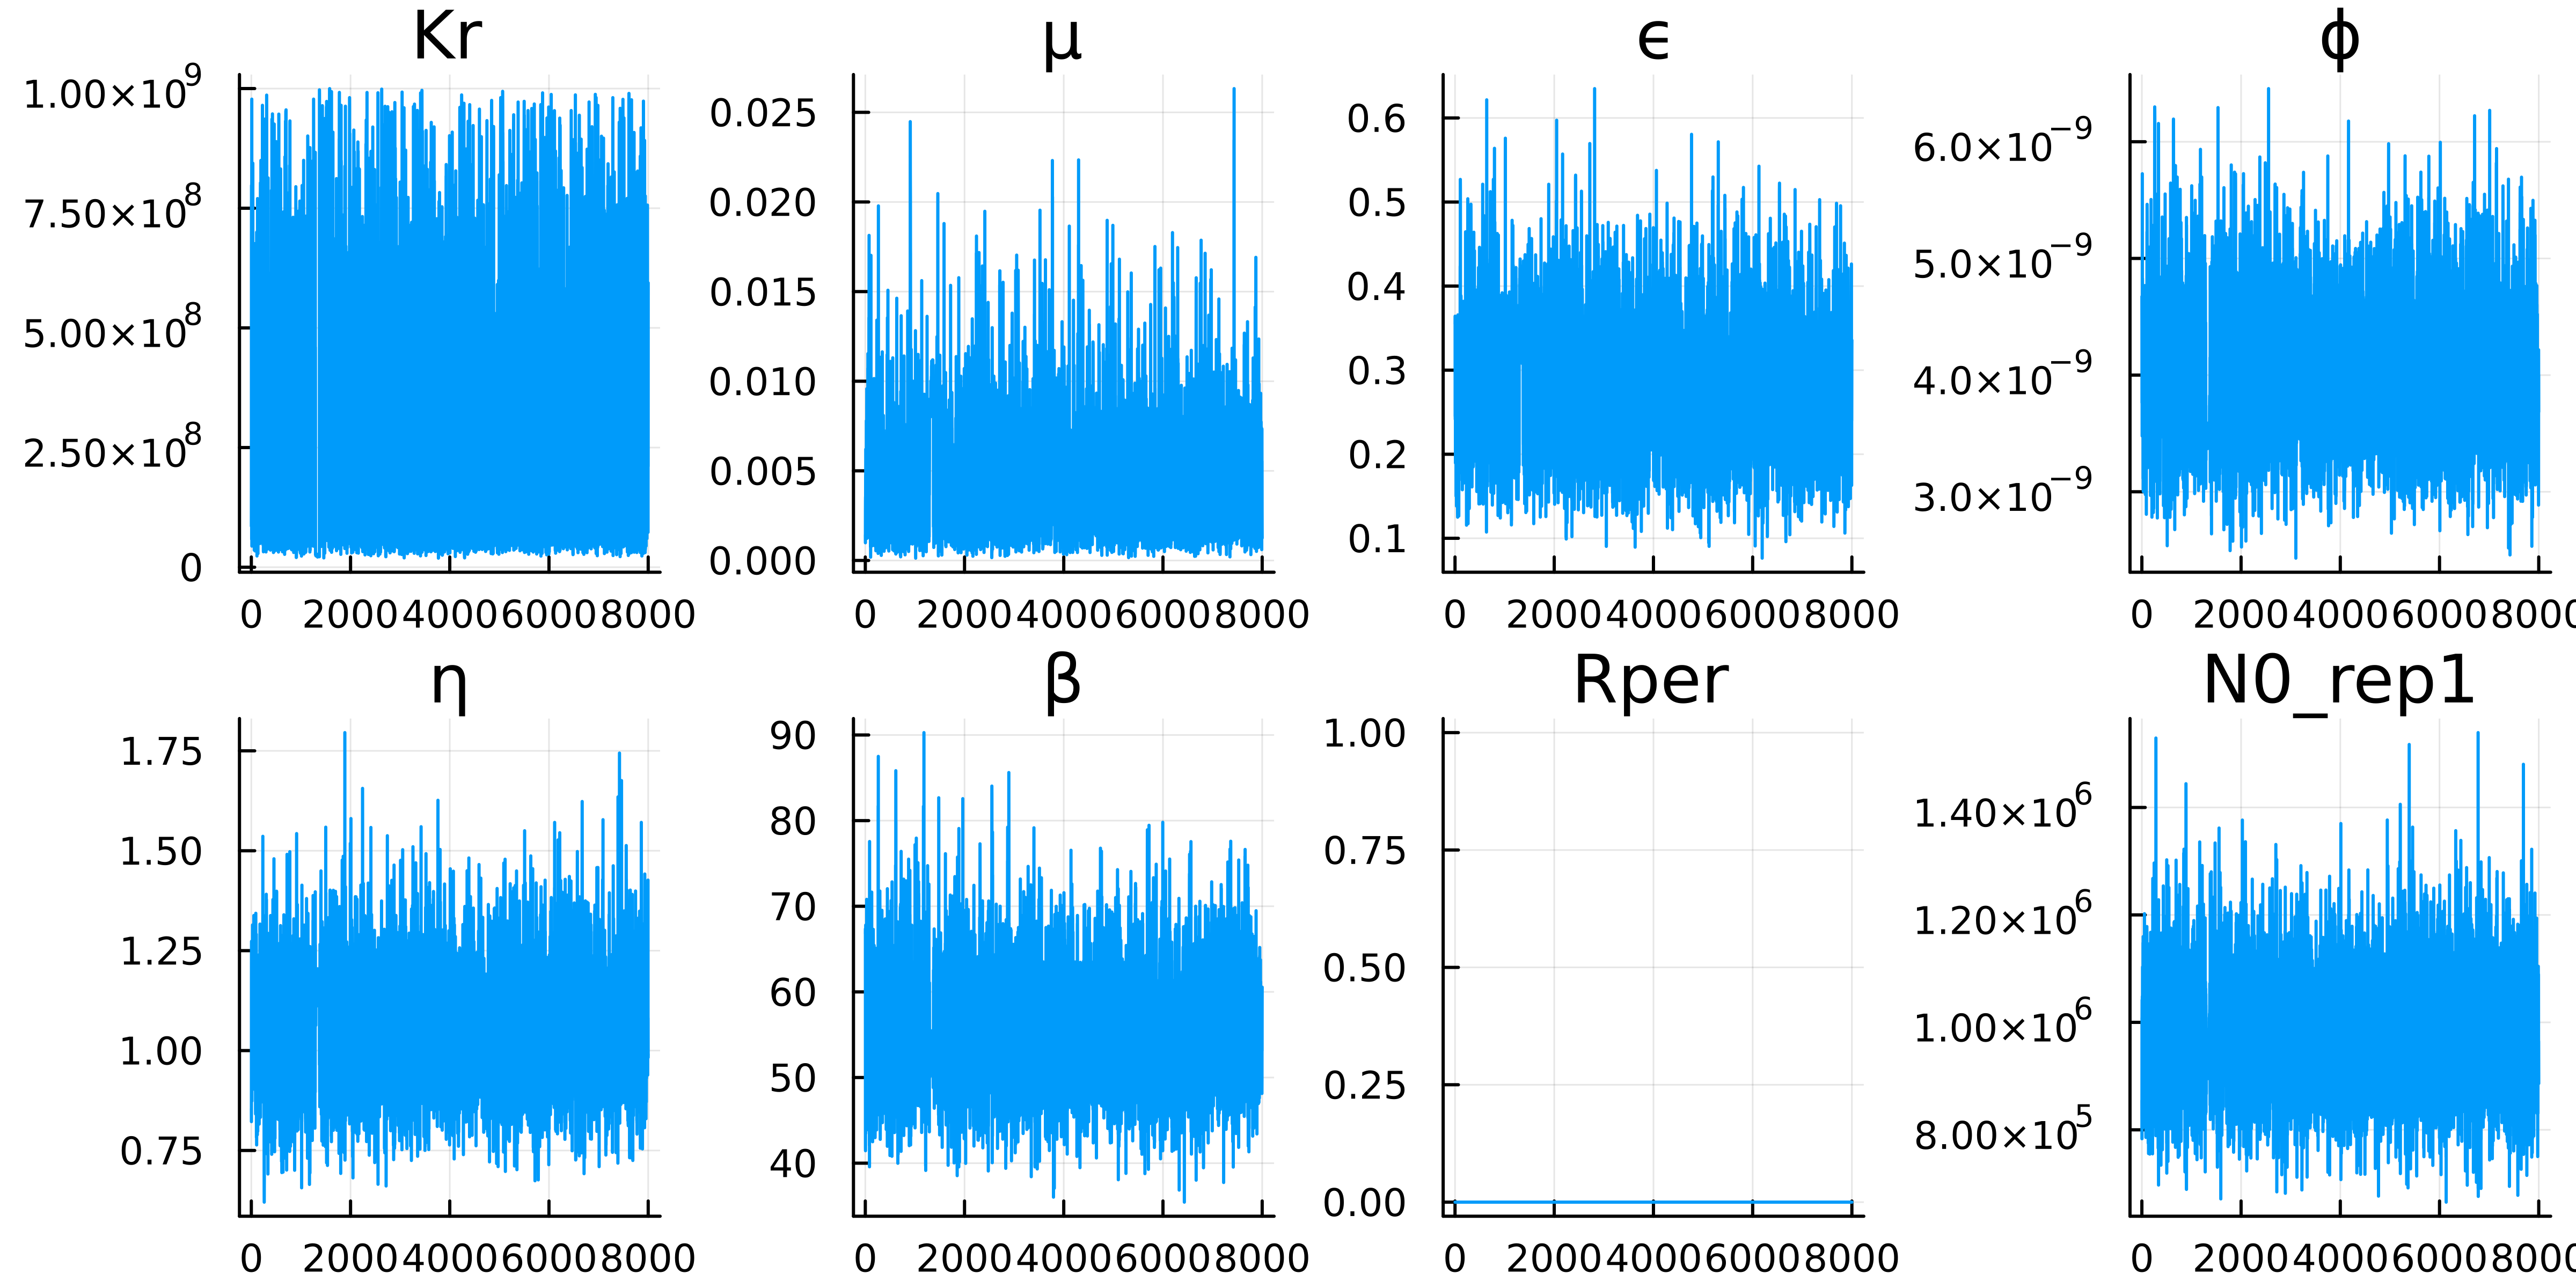 Kr
1.00×10⁹
7.50×10⁸
5.00×10⁸
2.50×10⁸
0
0 2000 4000 6000 8000
μ
0.025
0.020
0.015
0.010
0.005
0.000
0 2000 4000 6000 8000
ϵ
0.6
0.5
0.4
0.3
0.2
0.1
0 2000 4000 6000 8000
ϕ
6.0×10⁻⁹
5.0×10⁻⁹
4.0×10⁻⁹
3.0×10⁻⁹
0 2000 4000 6000 8000
η
1.75
1.50
1.25
1.00
0.75
0 2000 4000 6000 8000
β
90
80
70
60
50
40
0 2000 4000 6000 8000
Rper
1.00
0.75
0.50
0.25
0.00
0 2000 4000 6000 8000
N0_rep1
1.40×10⁶
1.20×10⁶
1.00×10⁶
8.00×10⁵
0 2000 4000 6000 8000